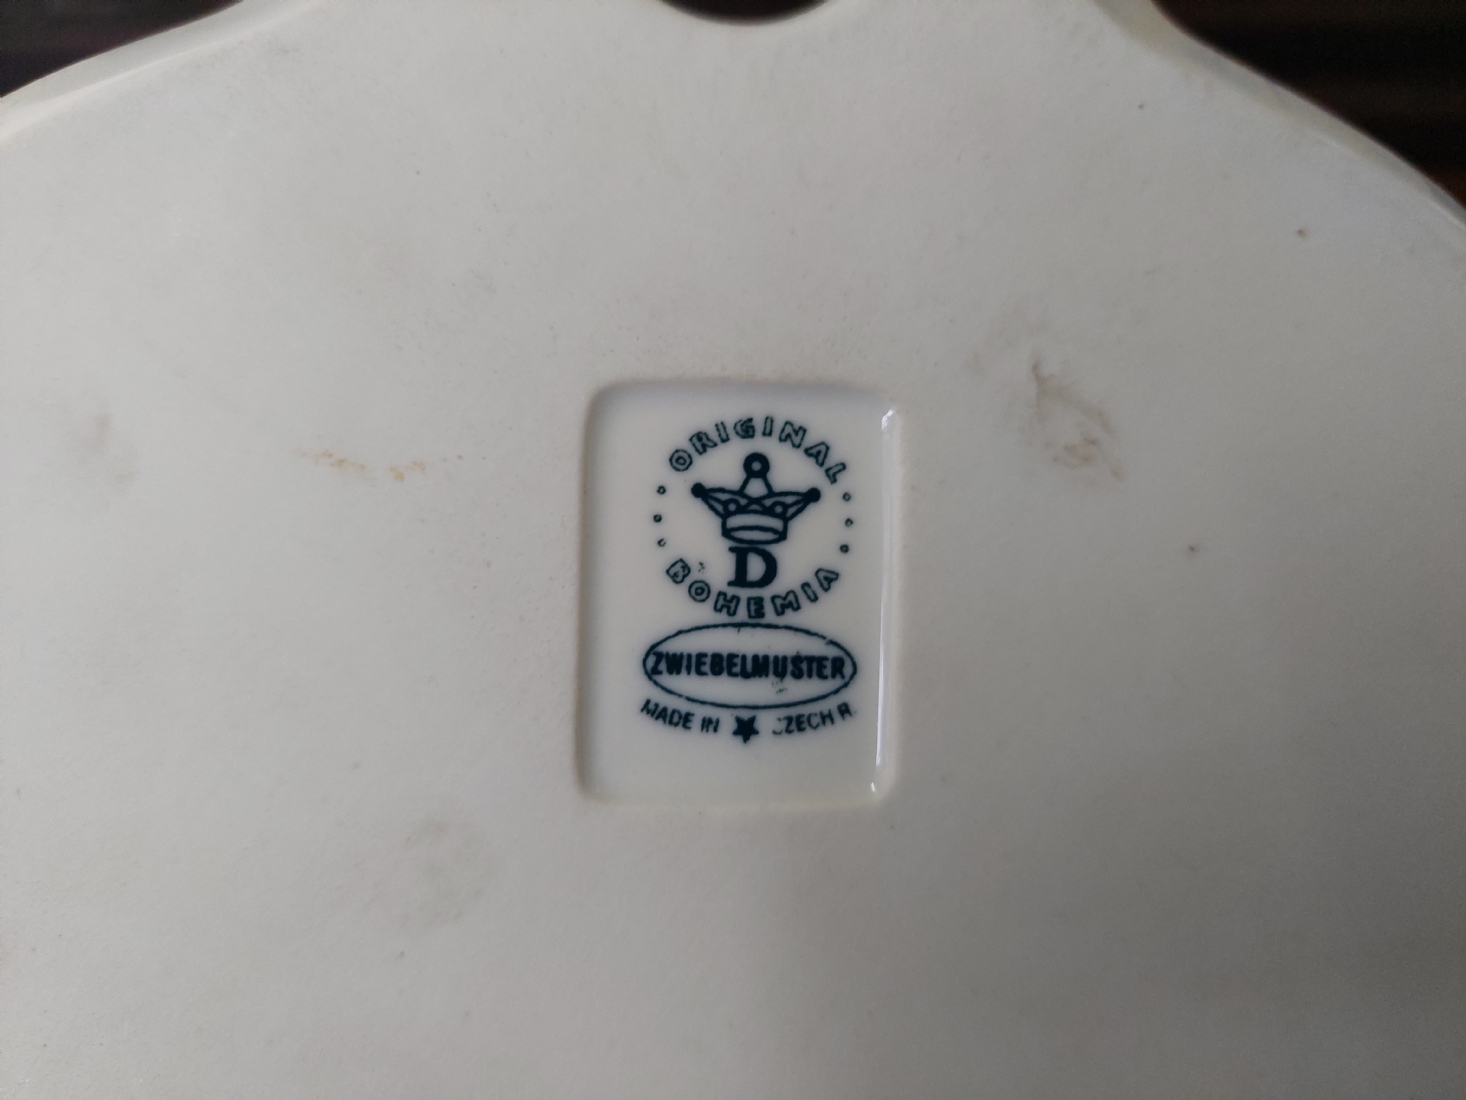 ORIGINAL
D
BOHEMIA
ZWIEBELMUSTER
MADE IN CZECH R.